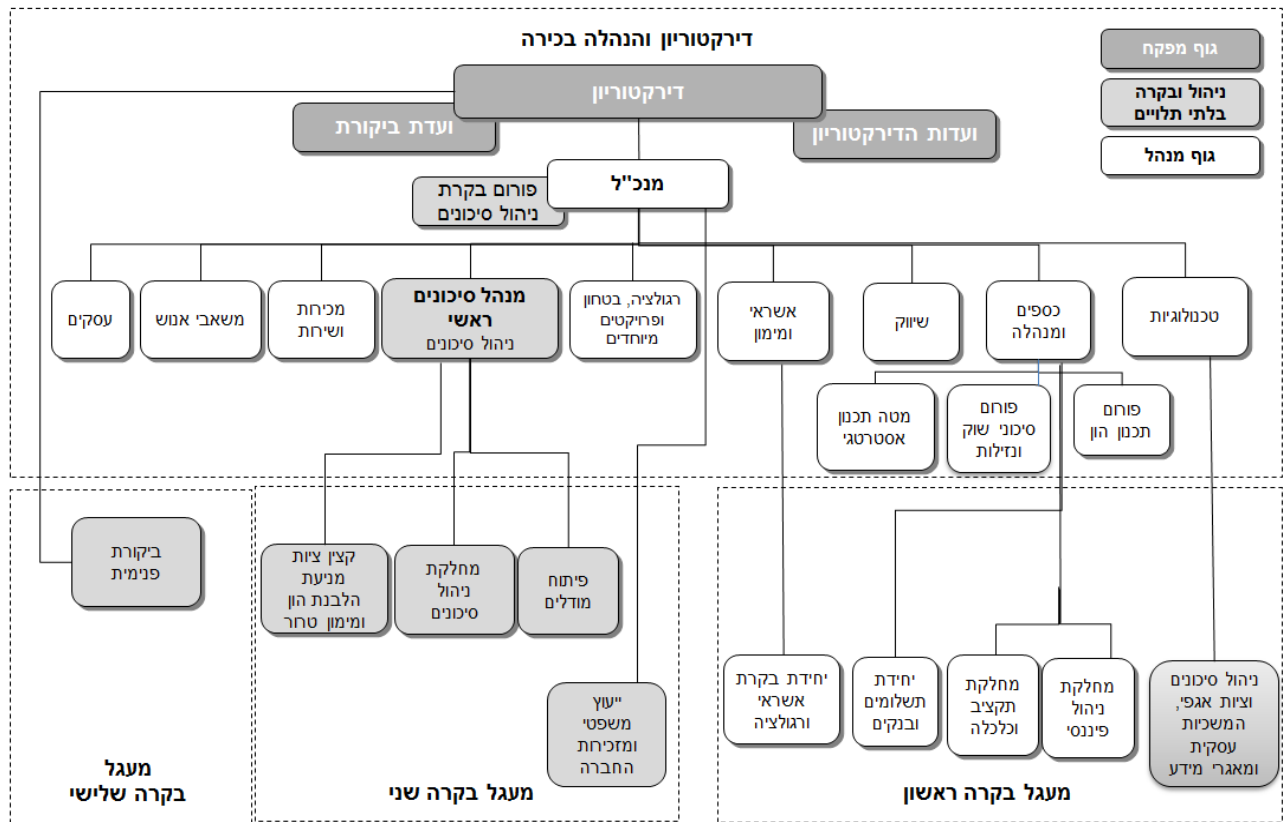 דירקטוריון והנהלה בכירה
גוף מפקח
ניהול ובקרה
בלתי תלויים
גוף מנהל
דירקטוריון
ועדות הדירקטוריון
ועדת ביקורת
מנכ"ל
פורום בקרת
ניהול סיכונים
טכנולוגיות
כספים
ומנהלה
שיווק
אשראי
ומימון
רגולציה, בטחון
ופרויקטים
מיוחדים
מנהל סיכונים
ראשי
ניהול סיכונים
מכירות
ושירות
משאבי אנוש
עסקים
פורום
תכנון הון
פורום
סיכוני שוק
ונזילות
מטה תכנון
אסטרטגי
ניהול סיכונים
וציות אגפי,
המשכיות
עסקית
ומאגרי מידע
מחלקת
ניהול
פיננסי
מחלקת
תקציב
וכלכלה
יחידת
תשלומים
ובנקים
יחידת בקרת
אשראי
ורגולציה
מעגל בקרה ראשון
פיתוח
מודלים
מחלקת
ניהול
סיכונים
קצין ציות
מניעת
הלבנת הון
ומימון טרור
ייעוץ
משפטי
ומזכירות
החברה
מעגל בקרה שני
ביקורת
פנימית
מעגל
בקרה שלישי